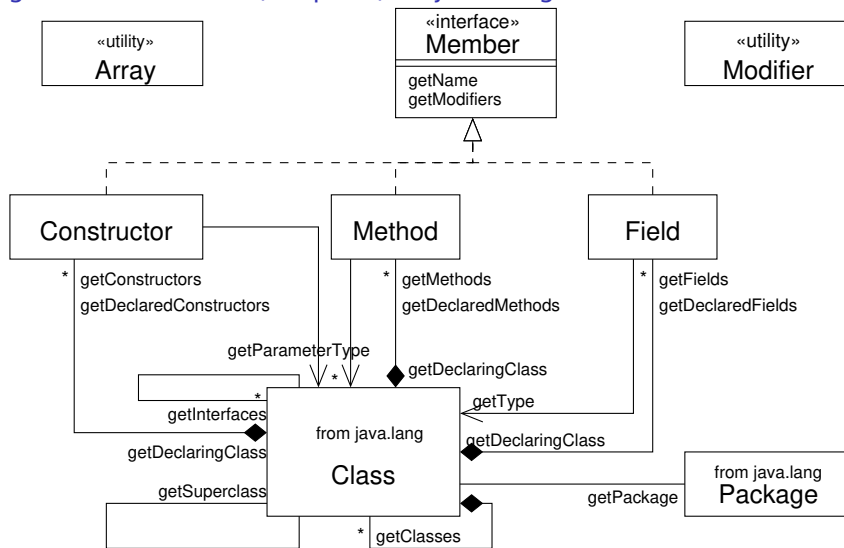 «interface»
Member
getName
getModifiers
«utility»
Array
«utility»
Modifier
Constructor
Method
Field
* getConstructors
getDeclaredConstructors
* getMethods
getDeclaredMethods
* getFields
getDeclaredFields
getParameterType
*
getDeclaringClass
*
getInterfaces
getType
getDeclaringClass
from java.lang
Class
getDeclaringClass
getSuperclass
* getClasses
getPackage
from java.lang
Package